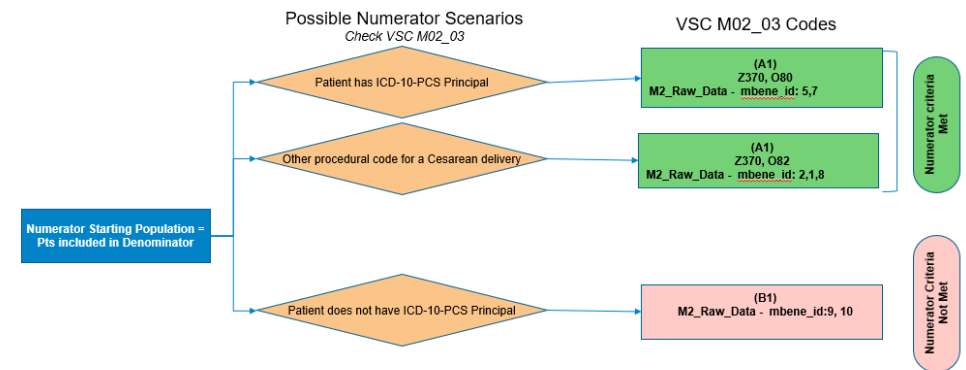 Possible Numerator Scenarios
Check VSC M02_03
VSC M02_03 Codes
Patient has ICD-10-PCS Principal
(A1)
Z370, O80
M2_Raw_Data - mbene_id: 5,7
Other procedural code for a Cesarean delivery
(A1)
Z370, O82
M2_Raw_Data - mbene_id: 2,1,8
Numerator criteria
Met
Numerator Starting Population =
Pts included in Denominator
Patient does not have ICD-10-PCS Principal
(B1)
M2_Raw_Data - mbene_id:9, 10
Numerator Criteria
Not Met